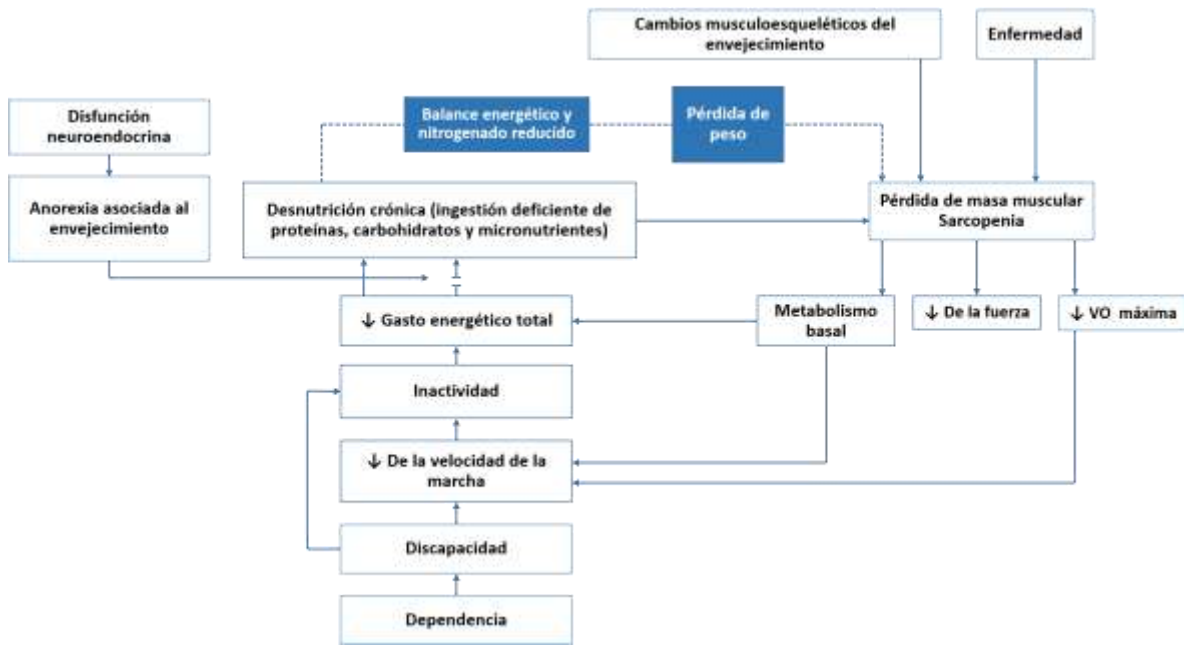 Cambios musculoesqueléticos del
envejecimiento
Enfermedad
Disfunción
neuroendocrina
Balance energético y
nitrogenado reducido
Pérdida de
peso
Anorexia asociada al
envejecimiento
Desnutrición crónica (ingestión deficiente de
proteínas, carbohidratos y micronutrientes)
Pérdida de masa muscular
Sarcopenia
↓ Gasto energético total
Metabolismo
basal
↓ De la fuerza
↓ VO máxima
Inactividad
↓ De la velocidad de la
marcha
Discapacidad
Dependencia